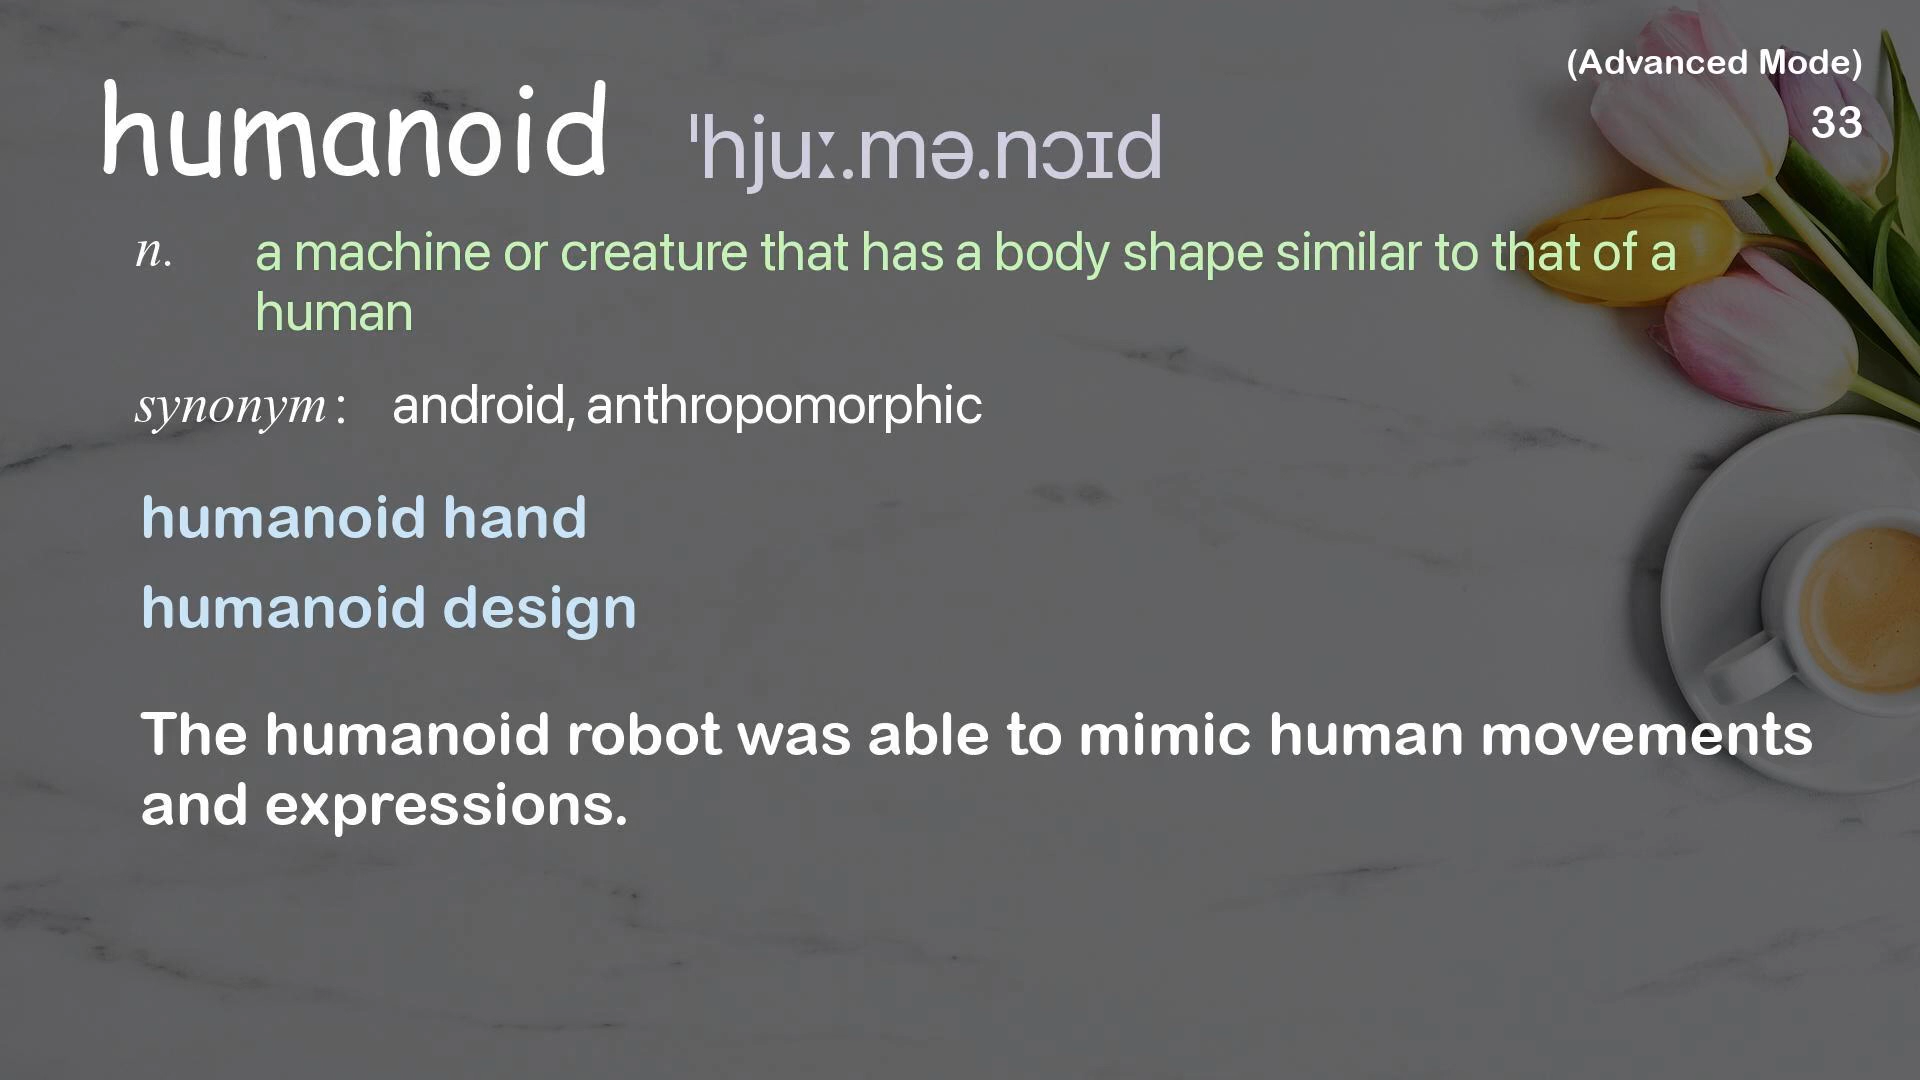 (Advanced Mode)
humanoid ˈhjuː.mə.nɔɪd
33
n. a machine or creature that has a body shape similar to that of a
human
synonym: android, anthropomorphic
humanoid hand
humanoid design
The humanoid robot was able to mimic human movements
and expressions.